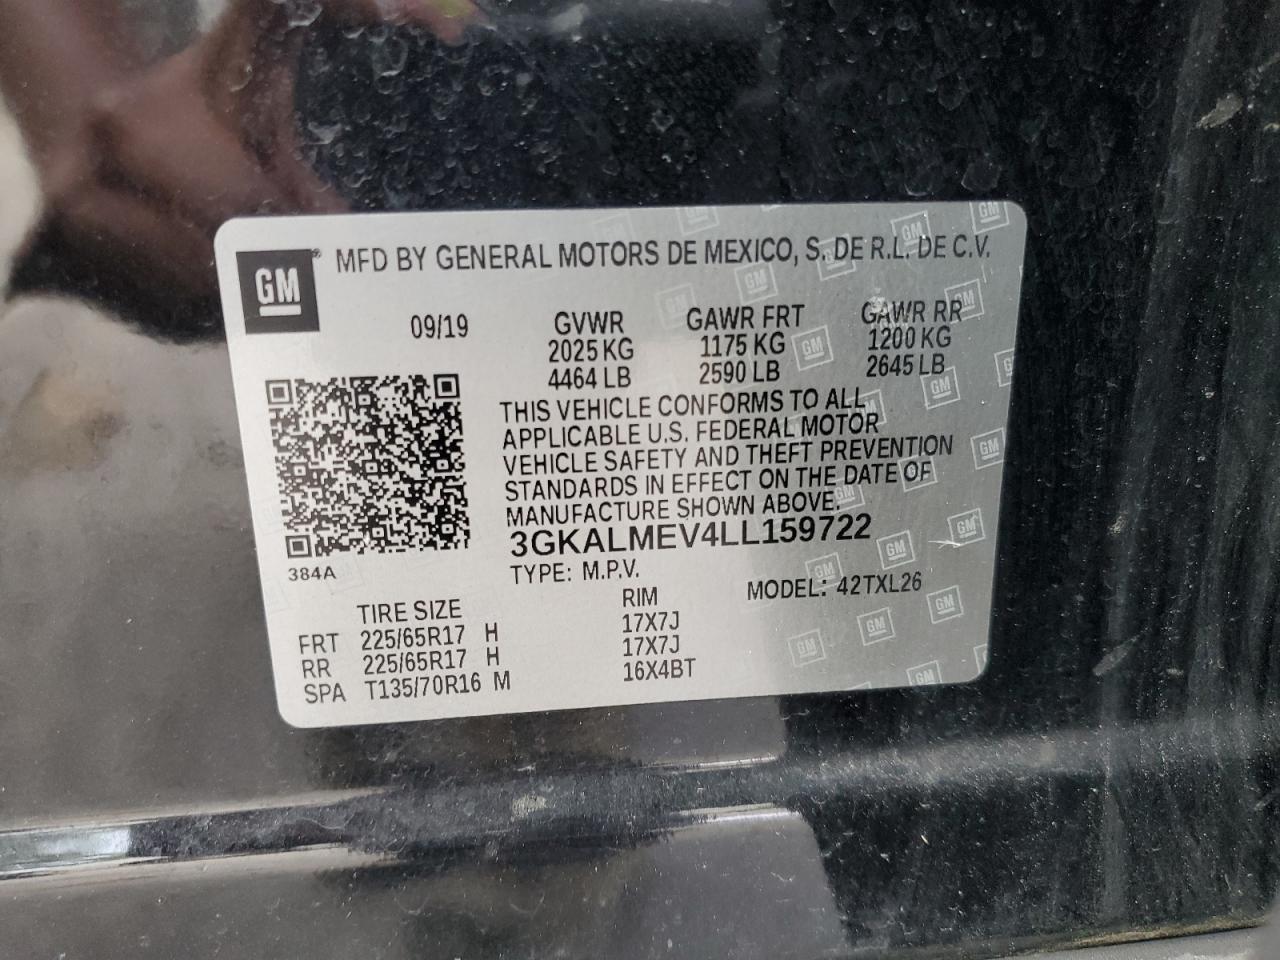 GM ® MFD BY GENERAL MOTORS DE MEXICO, S. DE R.L. DE C.V.
09/19 GVWR GAWR FRT GAWR RR
2025 KG 1175 KG 1200 KG
4464 LB 2590 LB 2645 LB
THIS VEHICLE CONFORMS TO ALL
APPLICABLE U.S. FEDERAL MOTOR
VEHICLE SAFETY AND THEFT PREVENTION
STANDARDS IN EFFECT ON THE DATE OF
MANUFACTURE SHOWN ABOVE.
3GKALMEV4LL159722
384A
TYPE: M.P.V. MODEL: 42TXL26
TIRE SIZE RIM
FRT 225/65R17 H 17X7J
RR 225/65R17 H 17X7J
SPA T135/70R16 M 16X4BT